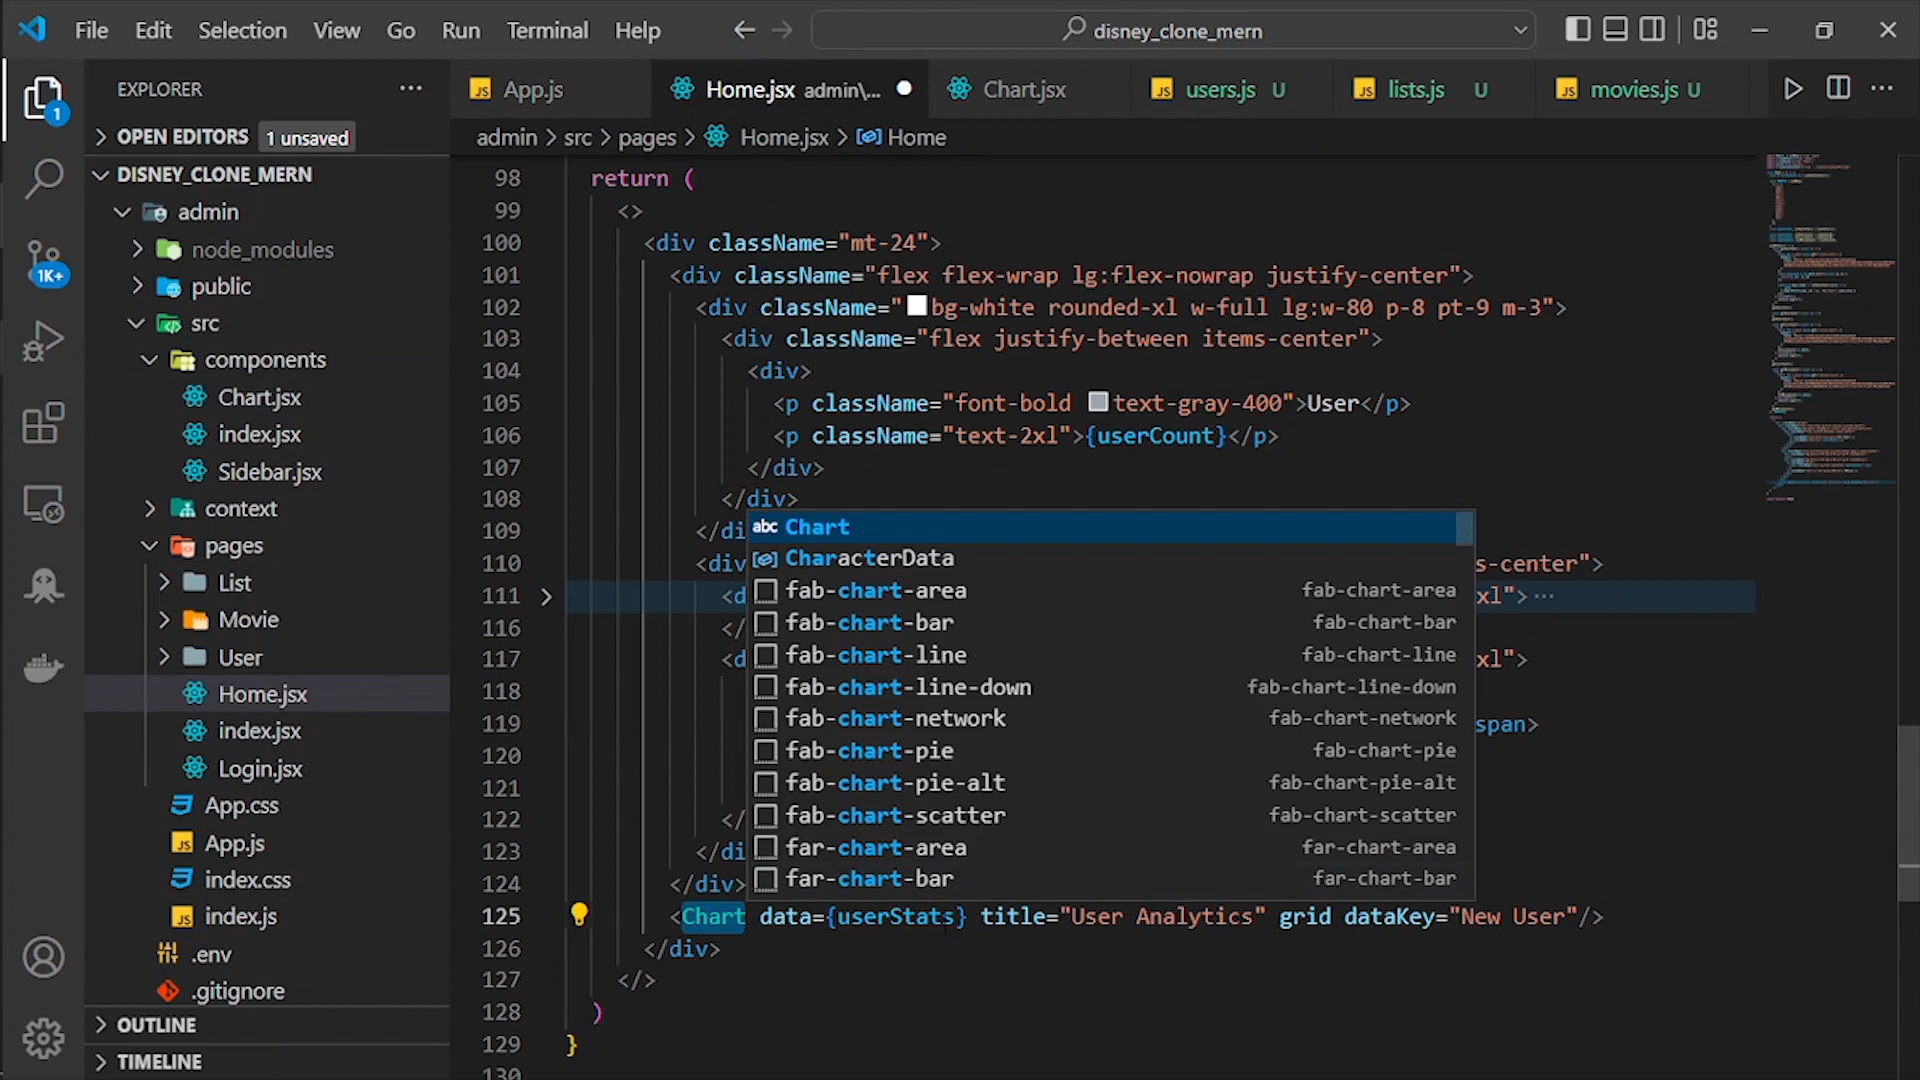 File Edit Selection View Go Run Terminal Help
disney_clone_mern
EXPLORER
1
OPEN EDITORS 1 unsaved
DISNEY_CLONE_MERN
admin
node_modules
public
src
components
Chart.jsx
index.jsx
Sidebar.jsx
context
pages
List
Movie
User
Home.jsx
index.jsx
Login.jsx
App.css
App.js
index.css
index.js
.env
.gitignore
OUTLINE
TIMELINE
1K+
JS App.js
Home.jsx admin\...
Chart.jsx
JS users.js U
JS lists.js U
JS movies.js U
admin > src > pages > Home.jsx > Home
98 return (
99 <>
100 <div className="mt-24">
101 <div className="flex flex-wrap lg:flex-nowrap justify-center">
102 <div className="bg-white rounded-xl w-full lg:w-80 p-8 pt-9 m-3">
103 <div className="flex justify-between items-center">
104 <div>
105 <p className="font-bold text-gray-400">User</p>
106 <p className="text-2xl">{userCount}</p>
107 </div>
108 </div>
109 </di
110 <div s-center">
111 <d xl">...
116 </
117 <d xl">
118
119 span>
120
121
122 </
123 </di
124 </div>
125 <Chart data={userStats} title="User Analytics" grid dataKey="New User"/>
126 </div>
127 </>
128 )
129 }
130
abc Chart
CharacterData
fab-chart-area fab-chart-area
fab-chart-bar fab-chart-bar
fab-chart-line fab-chart-line
fab-chart-line-down fab-chart-line-down
fab-chart-network fab-chart-network
fab-chart-pie fab-chart-pie
fab-chart-pie-alt fab-chart-pie-alt
fab-chart-scatter fab-chart-scatter
far-chart-area far-chart-area
far-chart-bar far-chart-bar